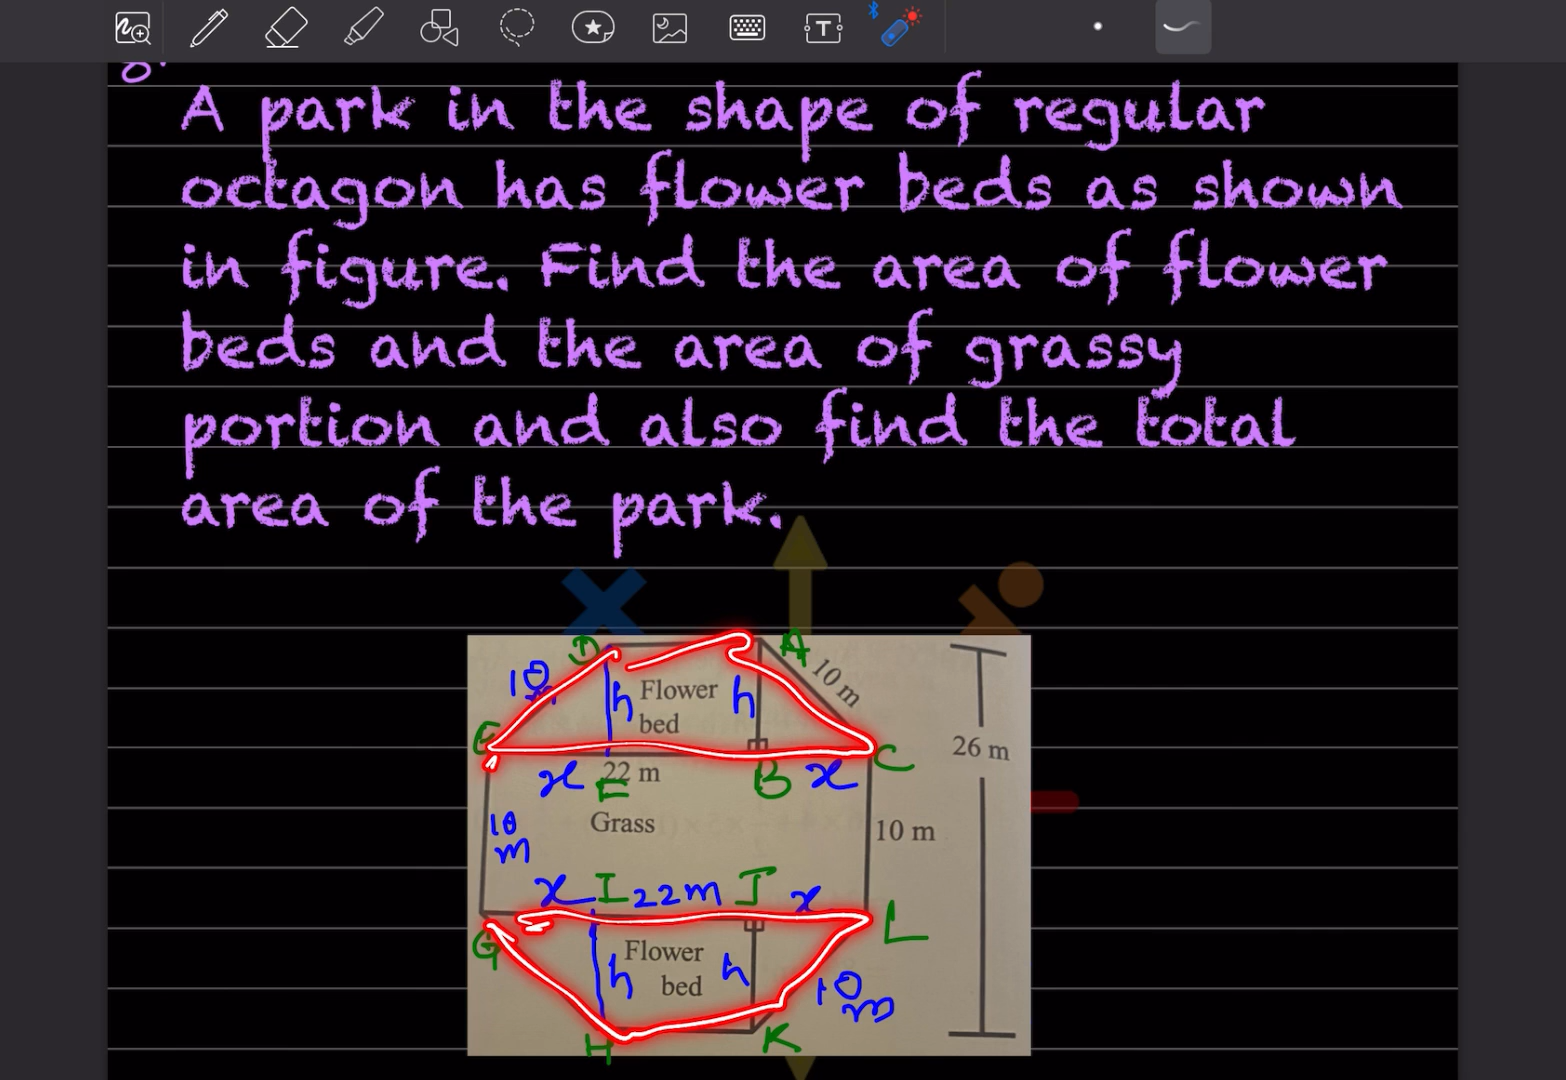 8.
A park in the shape of regular
octagon has flower beds as shown
in figure. Find the area of flower
beds and the area of grassy
portion and also find the total
area of the park.
D A
10 m 10 m
h Flower h
bed
26 m
C
x 22 m x
E B
Grass
10 m 10 m
x I 22m J x
L
G
Flower
h bed h 10 m
H K